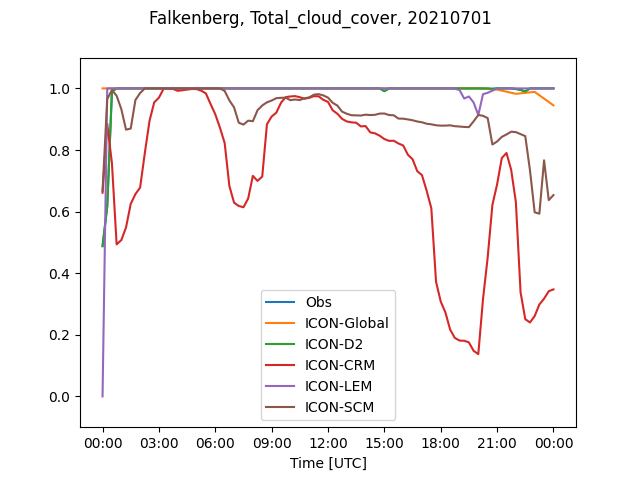 Falkenberg, Total_cloud_cover, 20210701
1.0
0.8
0.6
0.4
0.2
0.0
Obs
ICON-Global
ICON-D2
ICON-CRM
ICON-LEM
ICON-SCM
00:00 03:00 06:00 09:00 12:00 15:00 18:00 21:00 00:00
Time [UTC]